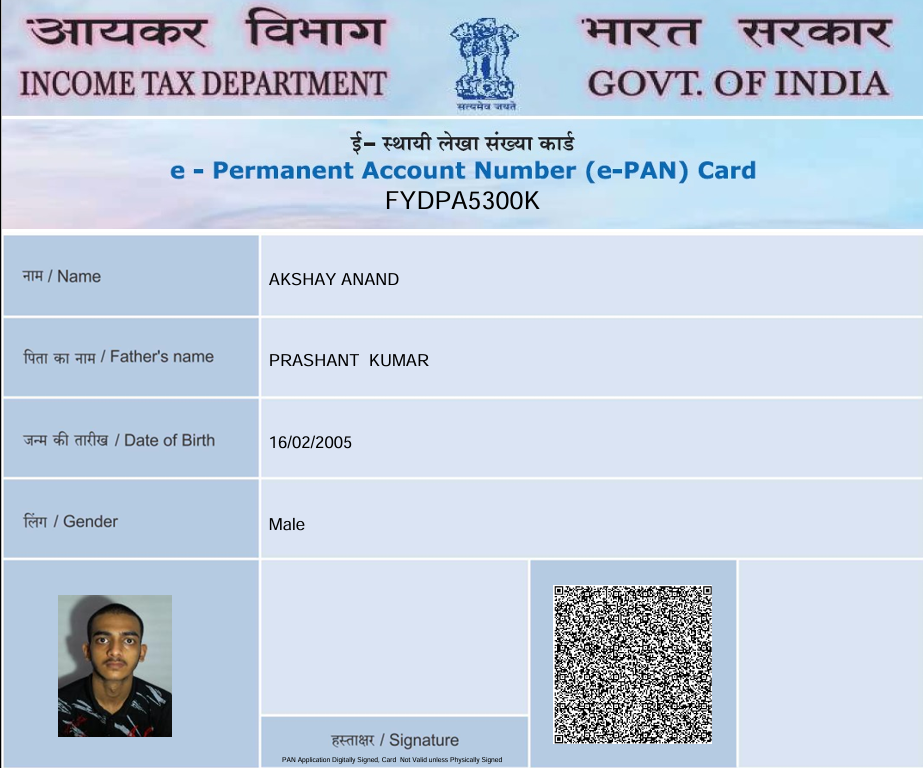 आयकर विभाग
INCOME TAX DEPARTMENT
सत्यमेव जयते
भारत सरकार
GOVT. OF INDIA
ई– स्थायी लेखा संख्या कार्ड
e - Permanent Account Number (e-PAN) Card
FYDPA5300K
नाम / Name
AKSHAY ANAND
पिता का नाम / Father's name
PRASHANT KUMAR
जन्म की तारीख / Date of Birth
16/02/2005
लिंग / Gender
Male
हस्ताक्षर / Signature
PAN Application Digitally Signed, Card Not Valid unless Physically Signed